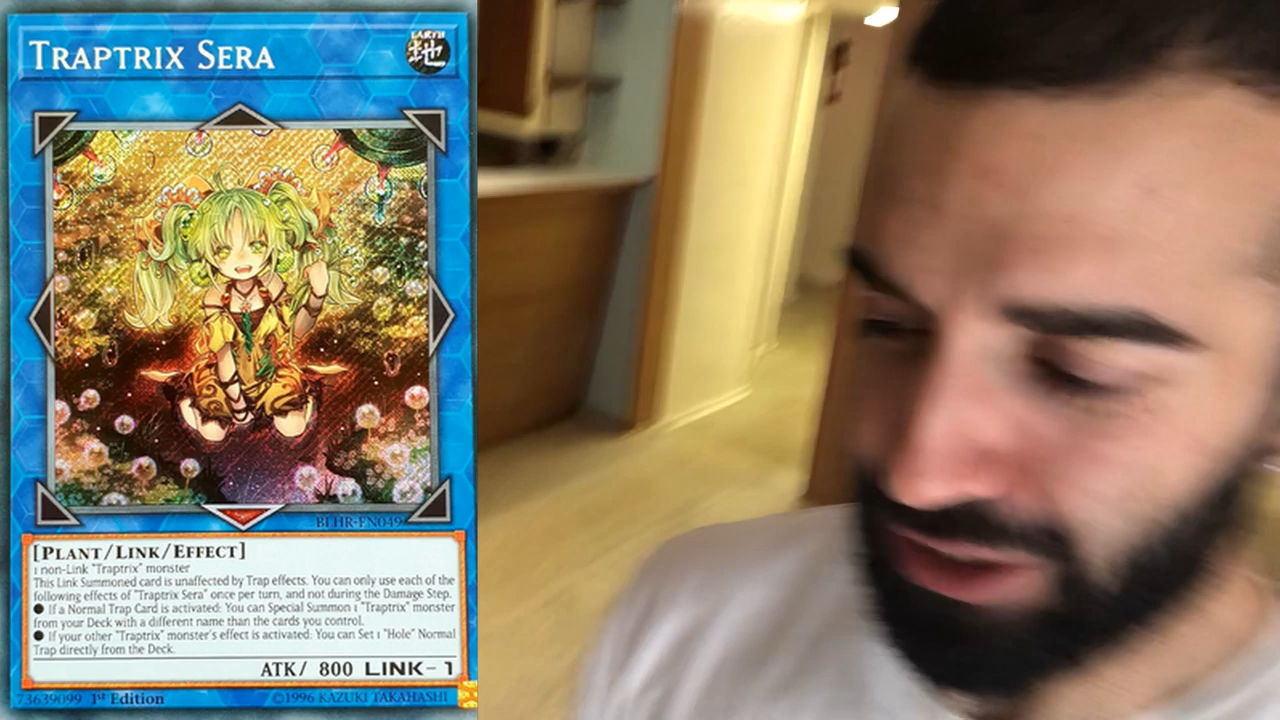 TRAPTRIX SERA
EARTH
地
BLHR-EN049
[PLANT/LINK/EFFECT]
1 non-Link "Traptrix" monster
This Link Summoned card is unaffected by Trap effects. You can only use each of the
following effects of "Traptrix Sera" once per turn, and not during the Damage Step.
● If a Normal Trap Card is activated: You can Special Summon 1 "Traptrix" monster
from your Deck with a different name than the cards you control.
● If your other "Traptrix" monster's effect is activated: You can Set 1 "Hole" Normal
Trap directly from the Deck.
ATK/ 800 LINK-1
73639099 1st Edition ©1996 KAZUKI TAKAHASHI